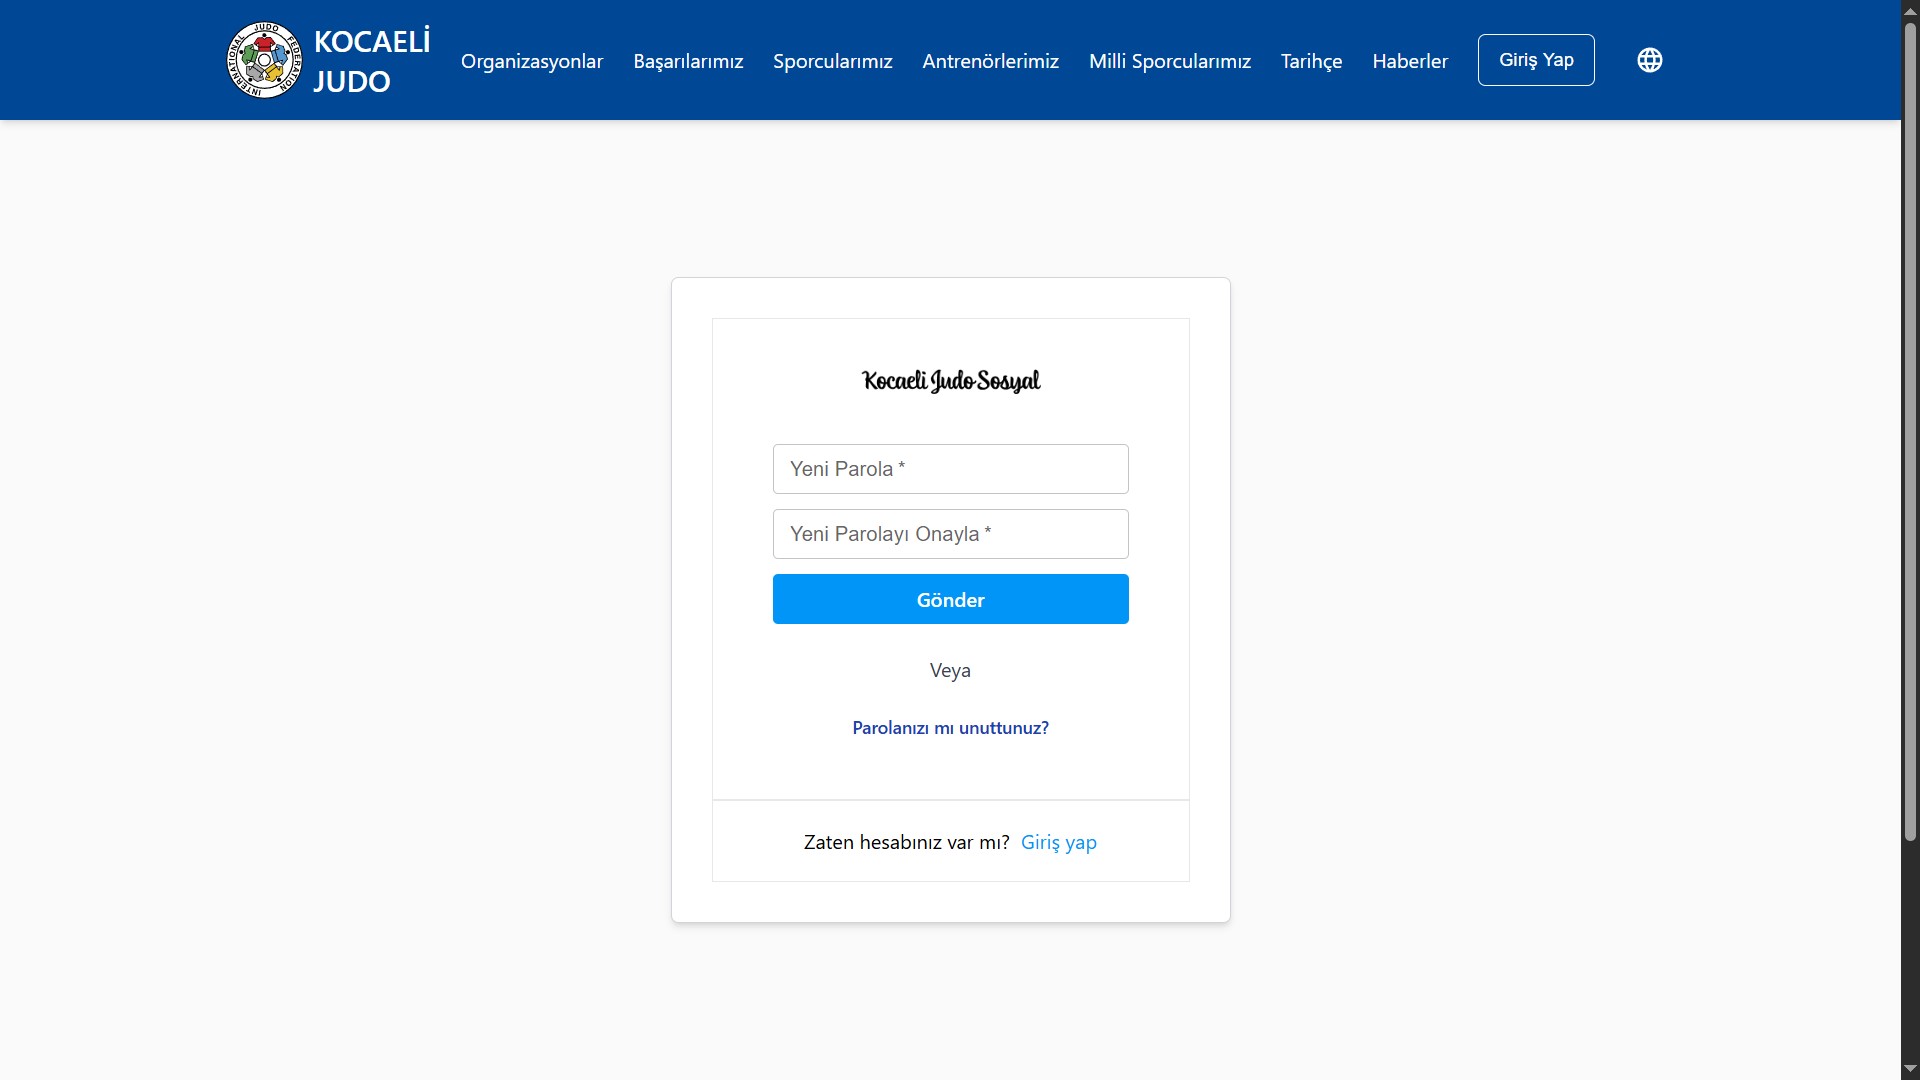 INTERNATIONAL JUDO FEDERATION
KOCAELİ
JUDO
Organizasyonlar
Başarılarımız
Sporcularımız
Antrenörlerimiz
Milli Sporcularımız
Tarihçe
Haberler
Giriş Yap
Kocaeli Judo Sosyal
Yeni Parola *
Yeni Parolayı Onayla *
Gönder
Veya
Parolanızı mı unuttunuz?
Zaten hesabınız var mı? Giriş yap